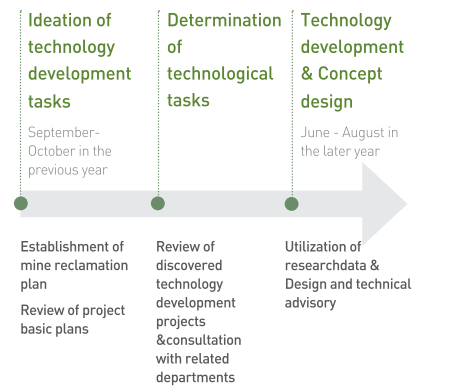 Ideation of
technology
development
tasks
September-
October in the
previous year
Determination
of
technological
tasks
Technology
development
& Concept
design
June - August in
the later year
Establishment of
mine reclamation
plan
Review of project
basic plans
Review of
discovered
technology
development
projects
&consultation
with related
departments
Utilization of
researchdata &
Design and technical
advisory